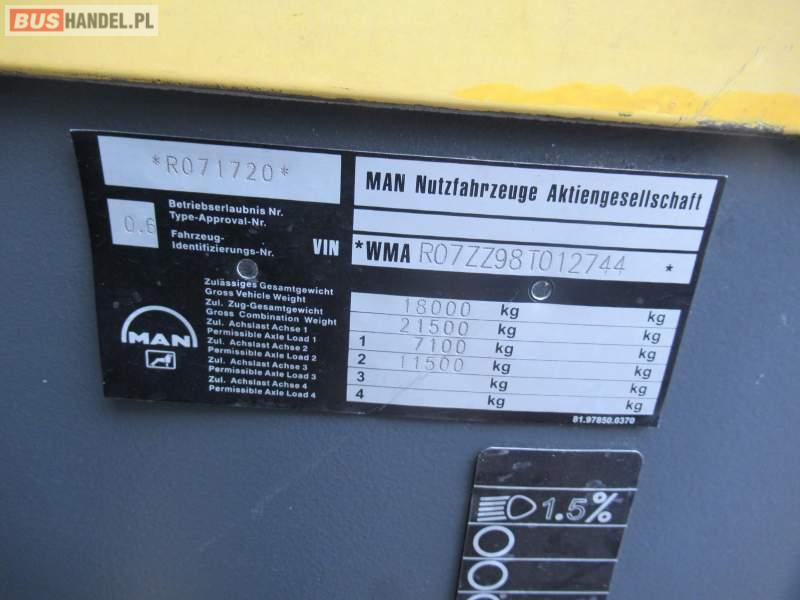 BUSHANDEL.PL
*R071720*
0.6
Betriebserlaubnis Nr.
Type-Approval-Nr.
Fahrzeug-
Identifizierungs-Nr. VIN
MAN Nutzfahrzeuge Aktiengesellschaft
*WMA R07ZZ98T012744 *
MAN
Zulässiges Gesamtgewicht
Gross Vehicle Weight
18000 kg kg
Zul. Zug-Gesamtgewicht
Gross Combination Weight
21500 kg kg
Zul. Achslast Achse 1
Permissible Axle Load 1
1 7100 kg kg
Zul. Achslast Achse 2
Permissible Axle Load 2
2 11500 kg kg
Zul. Achslast Achse 3
Permissible Axle Load 3
3 kg kg
Zul. Achslast Achse 4
Permissible Axle Load 4
4 kg kg
81.97850.0370
1.5%